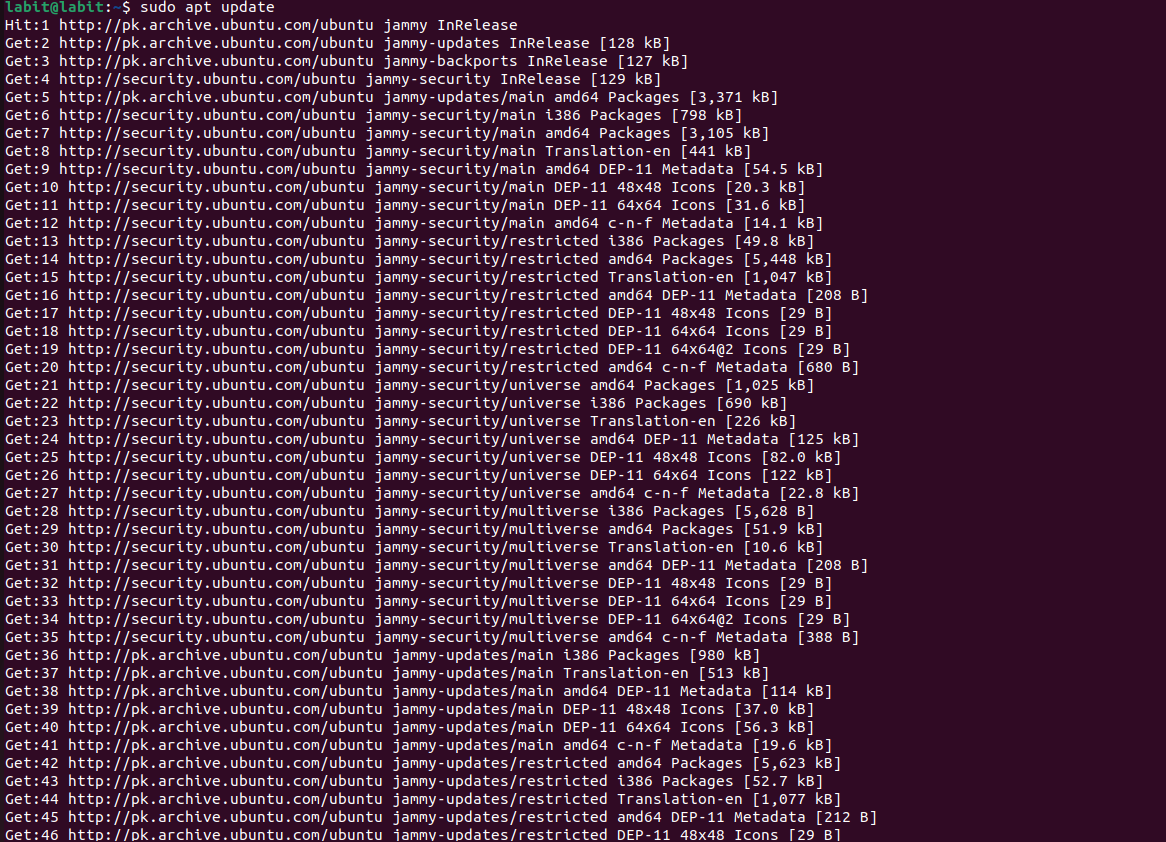 labit@labit:~$ sudo apt update
Hit:1 http://pk.archive.ubuntu.com/ubuntu jammy InRelease
Get:2 http://pk.archive.ubuntu.com/ubuntu jammy-updates InRelease [128 kB]
Get:3 http://pk.archive.ubuntu.com/ubuntu jammy-backports InRelease [127 kB]
Get:4 http://security.ubuntu.com/ubuntu jammy-security InRelease [129 kB]
Get:5 http://pk.archive.ubuntu.com/ubuntu jammy-updates/main amd64 Packages [3,371 kB]
Get:6 http://security.ubuntu.com/ubuntu jammy-security/main i386 Packages [798 kB]
Get:7 http://security.ubuntu.com/ubuntu jammy-security/main amd64 Packages [3,105 kB]
Get:8 http://security.ubuntu.com/ubuntu jammy-security/main Translation-en [441 kB]
Get:9 http://security.ubuntu.com/ubuntu jammy-security/main amd64 DEP-11 Metadata [54.5 kB]
Get:10 http://security.ubuntu.com/ubuntu jammy-security/main DEP-11 48x48 Icons [20.3 kB]
Get:11 http://security.ubuntu.com/ubuntu jammy-security/main DEP-11 64x64 Icons [31.6 kB]
Get:12 http://security.ubuntu.com/ubuntu jammy-security/main amd64 c-n-f Metadata [14.1 kB]
Get:13 http://security.ubuntu.com/ubuntu jammy-security/restricted i386 Packages [49.8 kB]
Get:14 http://security.ubuntu.com/ubuntu jammy-security/restricted amd64 Packages [5,448 kB]
Get:15 http://security.ubuntu.com/ubuntu jammy-security/restricted Translation-en [1,047 kB]
Get:16 http://security.ubuntu.com/ubuntu jammy-security/restricted amd64 DEP-11 Metadata [208 B]
Get:17 http://security.ubuntu.com/ubuntu jammy-security/restricted DEP-11 48x48 Icons [29 B]
Get:18 http://security.ubuntu.com/ubuntu jammy-security/restricted DEP-11 64x64 Icons [29 B]
Get:19 http://security.ubuntu.com/ubuntu jammy-security/restricted DEP-11 64x64@2 Icons [29 B]
Get:20 http://security.ubuntu.com/ubuntu jammy-security/restricted amd64 c-n-f Metadata [680 B]
Get:21 http://security.ubuntu.com/ubuntu jammy-security/universe amd64 Packages [1,025 kB]
Get:22 http://security.ubuntu.com/ubuntu jammy-security/universe i386 Packages [690 kB]
Get:23 http://security.ubuntu.com/ubuntu jammy-security/universe Translation-en [226 kB]
Get:24 http://security.ubuntu.com/ubuntu jammy-security/universe amd64 DEP-11 Metadata [125 kB]
Get:25 http://security.ubuntu.com/ubuntu jammy-security/universe DEP-11 48x48 Icons [82.0 kB]
Get:26 http://security.ubuntu.com/ubuntu jammy-security/universe DEP-11 64x64 Icons [122 kB]
Get:27 http://security.ubuntu.com/ubuntu jammy-security/universe amd64 c-n-f Metadata [22.8 kB]
Get:28 http://security.ubuntu.com/ubuntu jammy-security/multiverse i386 Packages [5,628 B]
Get:29 http://security.ubuntu.com/ubuntu jammy-security/multiverse amd64 Packages [51.9 kB]
Get:30 http://security.ubuntu.com/ubuntu jammy-security/multiverse Translation-en [10.6 kB]
Get:31 http://security.ubuntu.com/ubuntu jammy-security/multiverse amd64 DEP-11 Metadata [208 B]
Get:32 http://security.ubuntu.com/ubuntu jammy-security/multiverse DEP-11 48x48 Icons [29 B]
Get:33 http://security.ubuntu.com/ubuntu jammy-security/multiverse DEP-11 64x64 Icons [29 B]
Get:34 http://security.ubuntu.com/ubuntu jammy-security/multiverse DEP-11 64x64@2 Icons [29 B]
Get:35 http://security.ubuntu.com/ubuntu jammy-security/multiverse amd64 c-n-f Metadata [388 B]
Get:36 http://pk.archive.ubuntu.com/ubuntu jammy-updates/main i386 Packages [980 kB]
Get:37 http://pk.archive.ubuntu.com/ubuntu jammy-updates/main Translation-en [513 kB]
Get:38 http://pk.archive.ubuntu.com/ubuntu jammy-updates/main amd64 DEP-11 Metadata [114 kB]
Get:39 http://pk.archive.ubuntu.com/ubuntu jammy-updates/main DEP-11 48x48 Icons [37.0 kB]
Get:40 http://pk.archive.ubuntu.com/ubuntu jammy-updates/main DEP-11 64x64 Icons [56.3 kB]
Get:41 http://pk.archive.ubuntu.com/ubuntu jammy-updates/main amd64 c-n-f Metadata [19.6 kB]
Get:42 http://pk.archive.ubuntu.com/ubuntu jammy-updates/restricted amd64 Packages [5,623 kB]
Get:43 http://pk.archive.ubuntu.com/ubuntu jammy-updates/restricted i386 Packages [52.7 kB]
Get:44 http://pk.archive.ubuntu.com/ubuntu jammy-updates/restricted Translation-en [1,077 kB]
Get:45 http://pk.archive.ubuntu.com/ubuntu jammy-updates/restricted amd64 DEP-11 Metadata [212 B]
Get:46 http://pk.archive.ubuntu.com/ubuntu jammy-updates/restricted DEP-11 48x48 Icons [29 B]